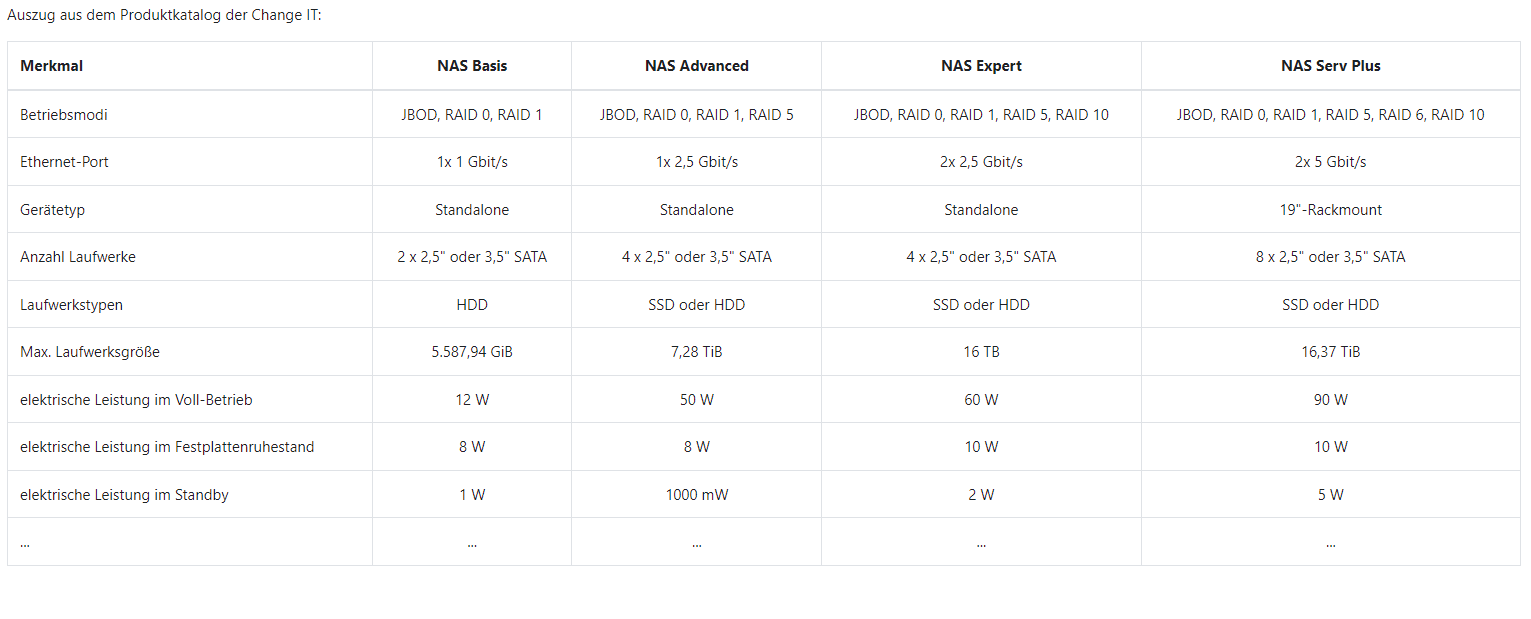 Auszug aus dem Produktkatalog der Change IT:
Merkmal NAS Basis NAS Advanced NAS Expert NAS Serv Plus
Betriebsmodi JBOD, RAID 0, RAID 1 JBOD, RAID 0, RAID 1, RAID 5 JBOD, RAID 0, RAID 1, RAID 5, RAID 10 JBOD, RAID 0, RAID 1, RAID 5, RAID 6, RAID 10
Ethernet-Port 1x 1 Gbit/s 1x 2,5 Gbit/s 2x 2,5 Gbit/s 2x 5 Gbit/s
Gerätetyp Standalone Standalone Standalone 19"-Rackmount
Anzahl Laufwerke 2 x 2,5" oder 3,5" SATA 4 x 2,5" oder 3,5" SATA 4 x 2,5" oder 3,5" SATA 8 x 2,5" oder 3,5" SATA
Laufwerkstypen HDD SSD oder HDD SSD oder HDD SSD oder HDD
Max. Laufwerksgröße 5.587,94 GiB 7,28 TiB 16 TB 16,37 TiB
elektrische Leistung im Voll-Betrieb 12 W 50 W 60 W 90 W
elektrische Leistung im Festplattenruhestand 8 W 8 W 10 W 10 W
elektrische Leistung im Standby 1 W 1000 mW 2 W 5 W
... ... ... ... ...